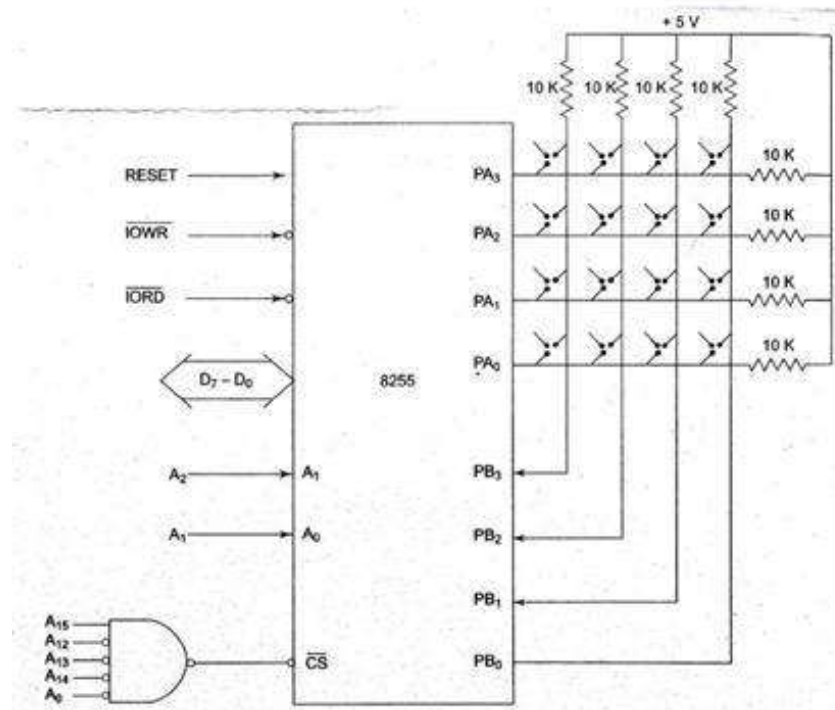 + 5 V
10 K 10 K 10 K 10 K
RESET
PA₃
10 K
IOWR
PA₂
10 K
IORD
PA₁
10 K
D₇ – D₀
8255
PA₀
10 K
A₂
A₁
PB₃
A₁
A₀
PB₂
PB₁
A₁₅
A₁₂
A₁₃
A₁₄
A₀
CS
PB₀